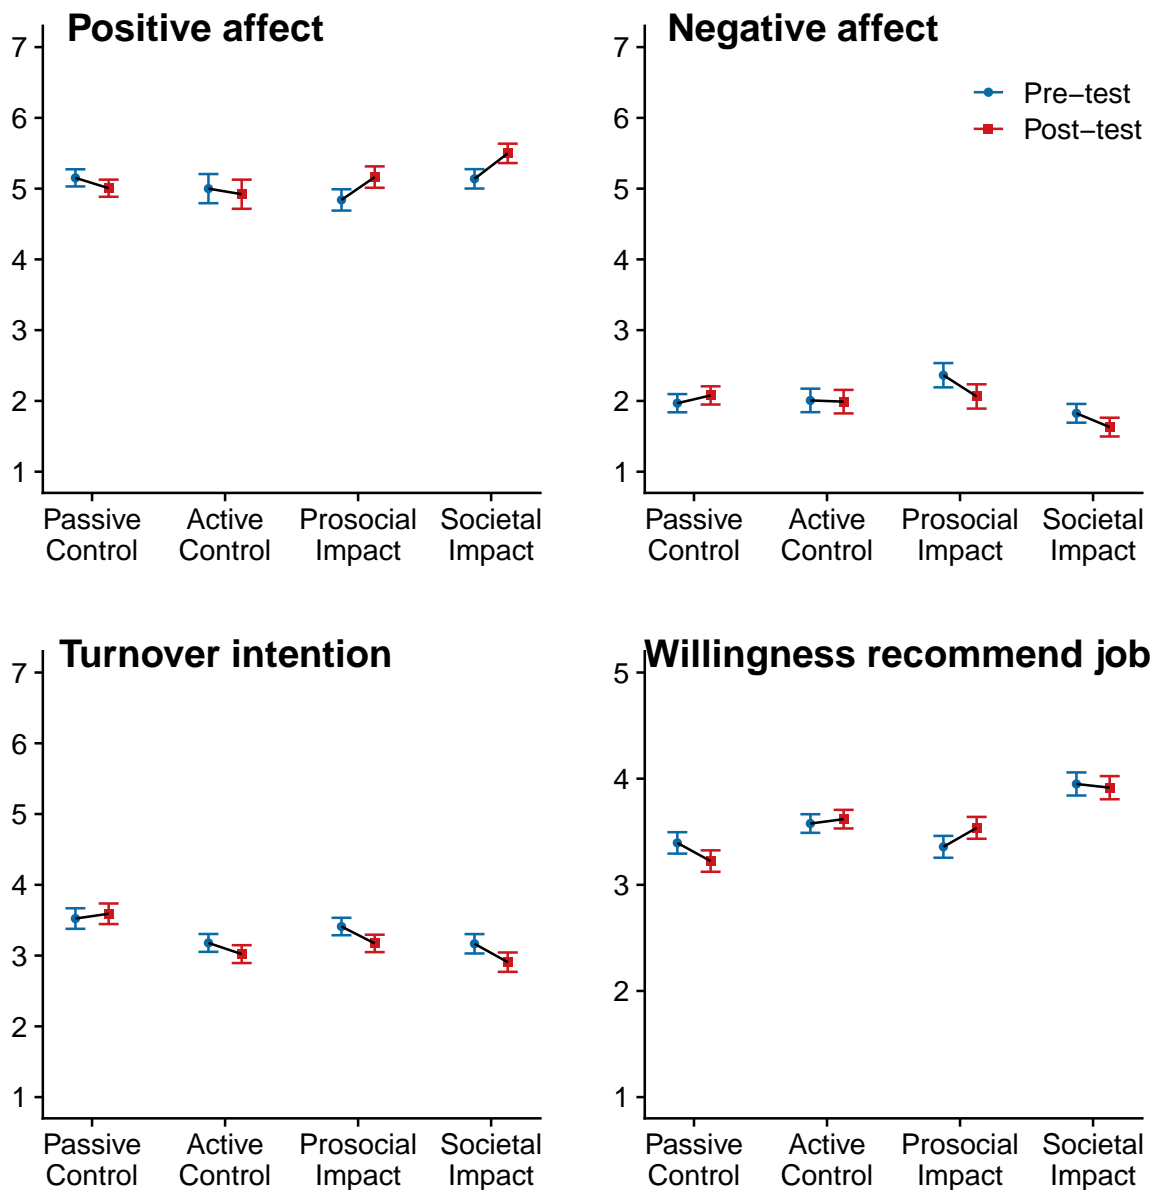 Positive affect
7
6
5
4
3
2
1
Passive Control
Active Control
Prosocial Impact
Societal Impact
Negative affect
Pre−test
Post−test
7
6
5
4
3
2
1
Passive Control
Active Control
Prosocial Impact
Societal Impact
Turnover intention
7
6
5
4
3
2
1
Passive Control
Active Control
Prosocial Impact
Societal Impact
Willingness recommend job
5
4
3
2
1
Passive Control
Active Control
Prosocial Impact
Societal Impact